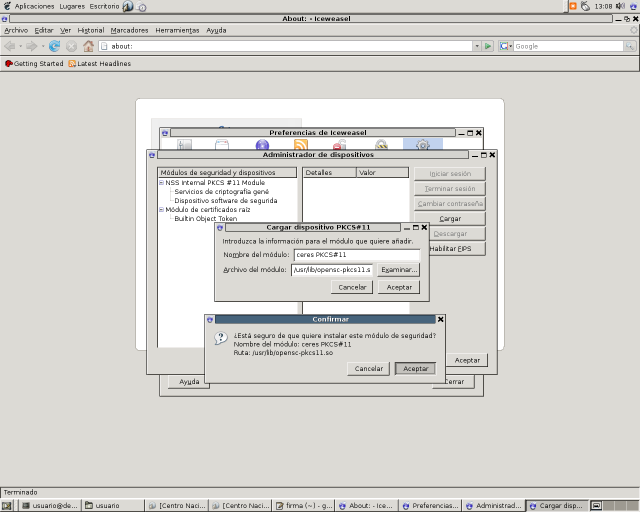 Aplicaciones Lugares Escritorio 13:08
About: - Iceweasel
Archivo Editar Ver Historial Marcadores Herramientas Ayuda
about: Google
Getting Started Latest Headlines
Preferencias de Iceweasel
Administrador de dispositivos
Módulos de seguridad y dispositivos Detalles Valor Iniciar sesión
NSS Internal PKCS #11 Module
Servicios de criptografía gené Terminar sesión
Dispositivo software de segurida Cambiar contraseña
Módulo de certificados raíz
Builtin Object Token Cargar
Cargar dispositivo PKCS#11
Descargar
Introduzca la información para el módulo que quiere añadir.
Habilitar FIPS
Nombre del módulo: ceres PKCS#11
Archivo del módulo: /usr/lib/opensc-pkcs11.s Examinar...
Cancelar Aceptar
Confirmar
¿Está seguro de que quiere instalar este módulo de seguridad?
Nombre del módulo: ceres PKCS#11
Ruta: /usr/lib/opensc-pkcs11.so
Aceptar
Cancelar Aceptar
Ayuda Cerrar
Terminado
usuario@de... usuario [Centro Naci... [Centro Naci... firma (~) - g... About: - Ice... Preferencias... Administrad... Cargar disp...